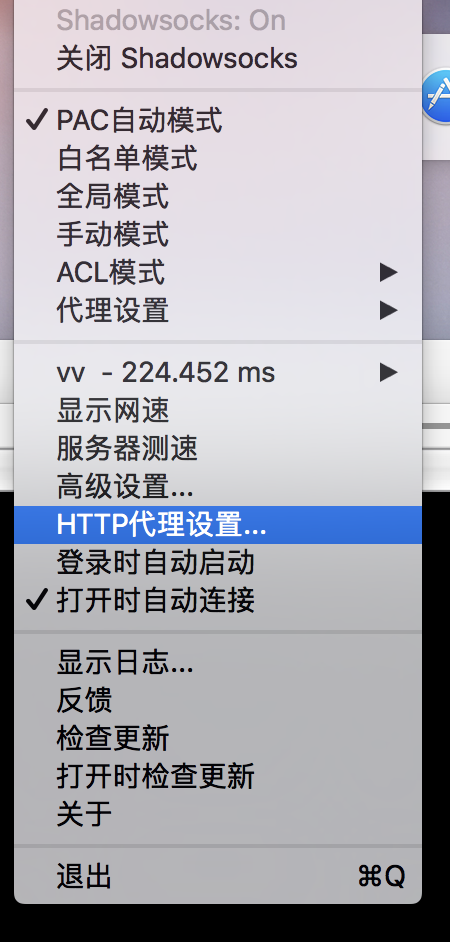 Shadowsocks: On
关闭 Shadowsocks
PAC自动模式
白名单模式
全局模式
手动模式
ACL模式
代理设置
vv - 224.452 ms
显示网速
服务器测速
高级设置...
HTTP代理设置...
登录时自动启动
打开时自动连接
显示日志...
反馈
检查更新
打开时检查更新
关于
退出 ⌘Q